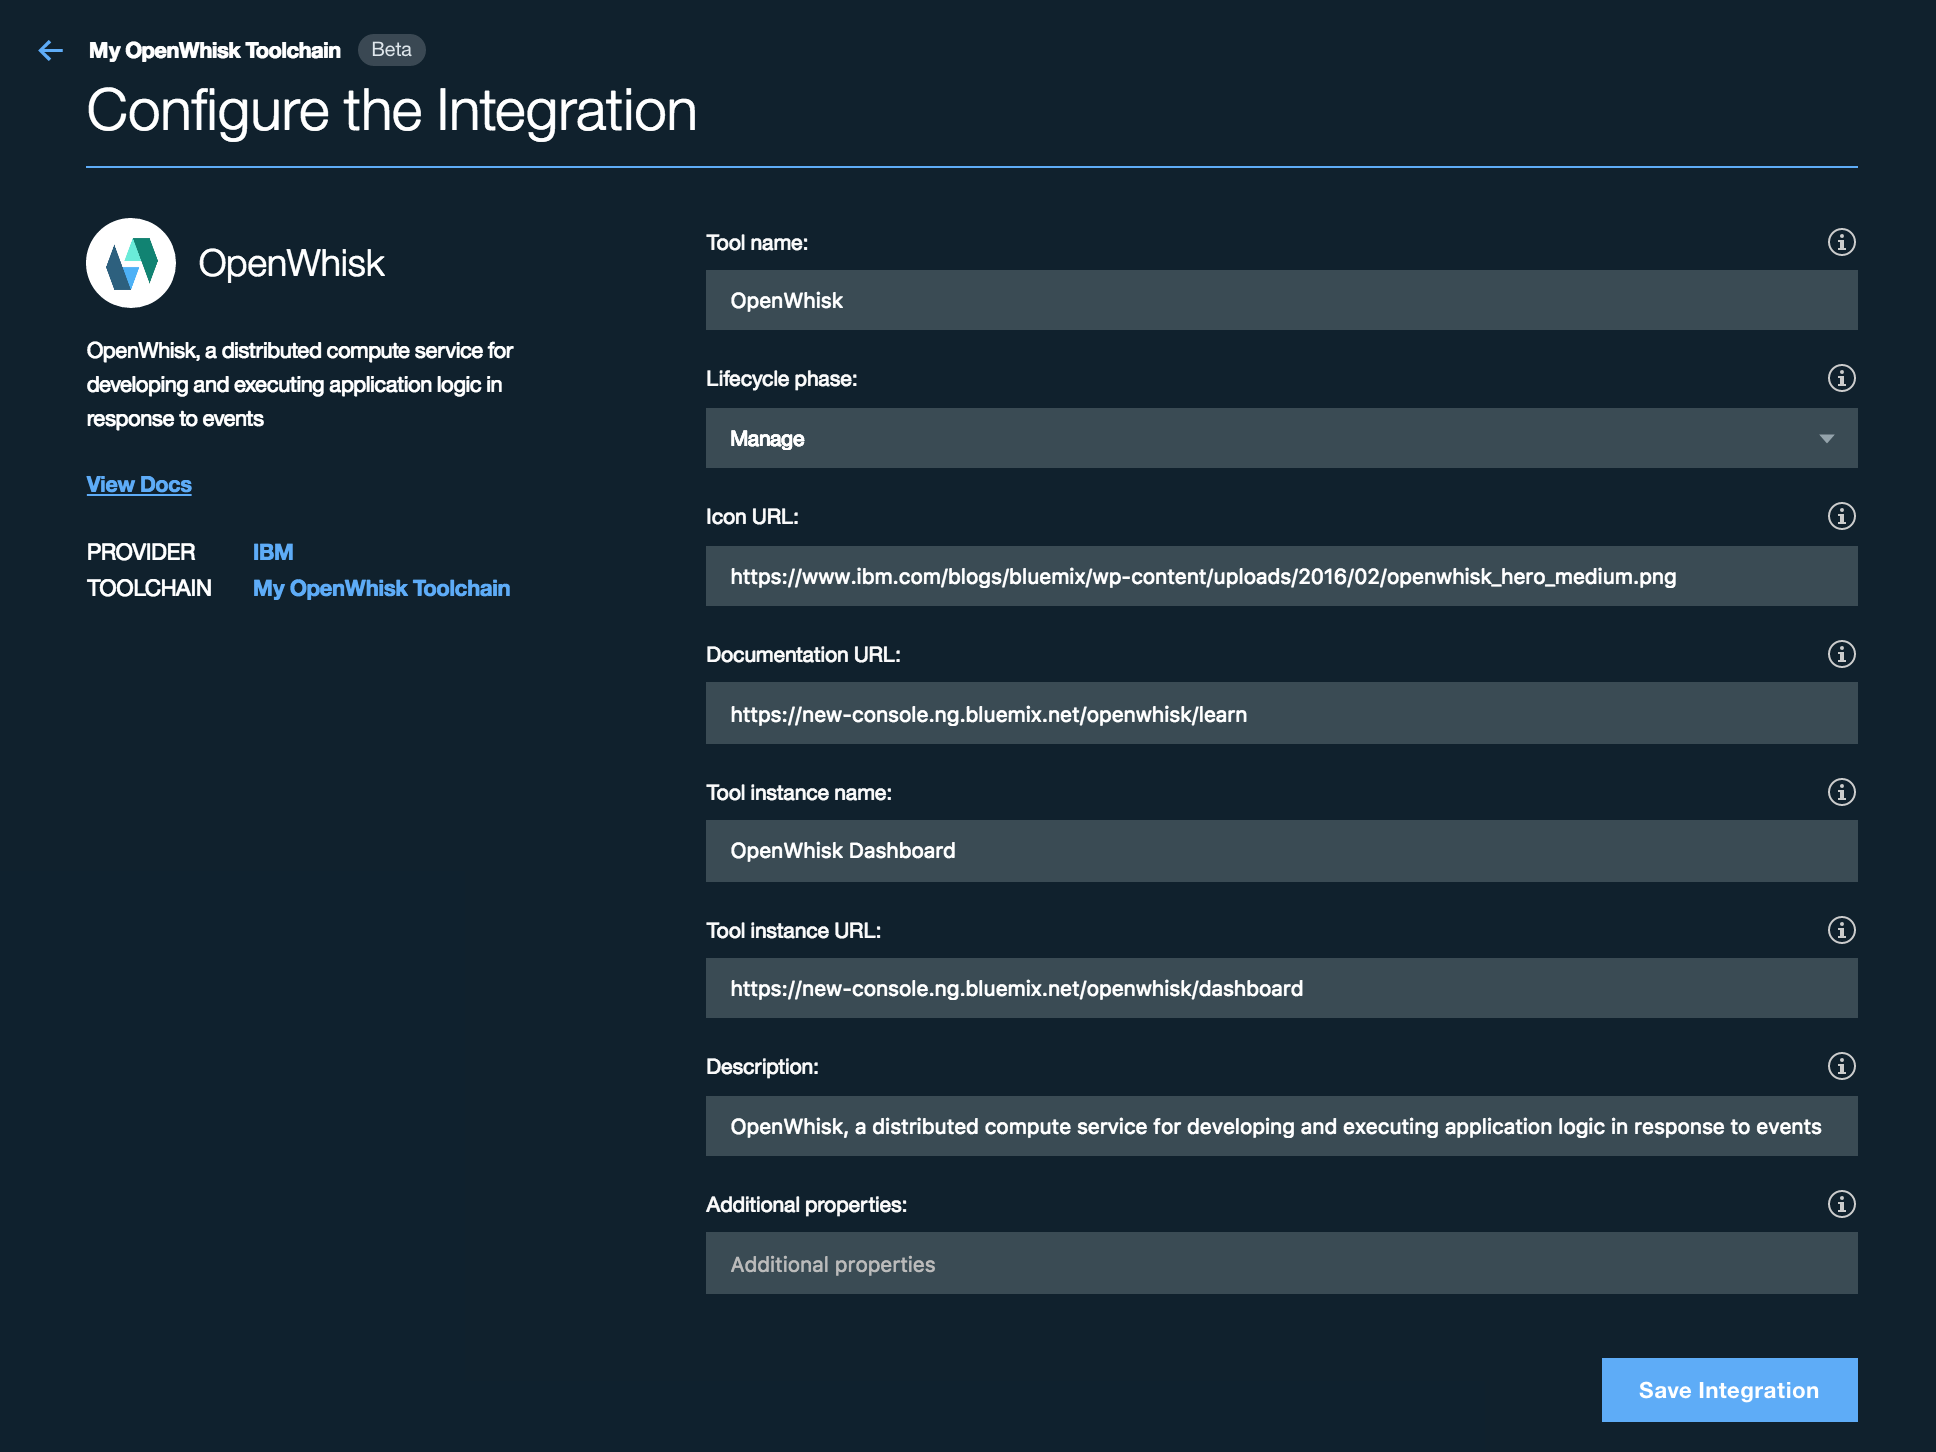 My OpenWhisk Toolchain Beta
Configure the Integration
OpenWhisk
OpenWhisk, a distributed compute service for
developing and executing application logic in
response to events
View Docs
PROVIDER IBM
TOOLCHAIN My OpenWhisk Toolchain
Tool name:
OpenWhisk
Lifecycle phase:
Manage
Icon URL:
https://www.ibm.com/blogs/bluemix/wp-content/uploads/2016/02/openwhisk_hero_medium.png
Documentation URL:
https://new-console.ng.bluemix.net/openwhisk/learn
Tool instance name:
OpenWhisk Dashboard
Tool instance URL:
https://new-console.ng.bluemix.net/openwhisk/dashboard
Description:
OpenWhisk, a distributed compute service for developing and executing application logic in response to events
Additional properties:
Additional properties
Save Integration